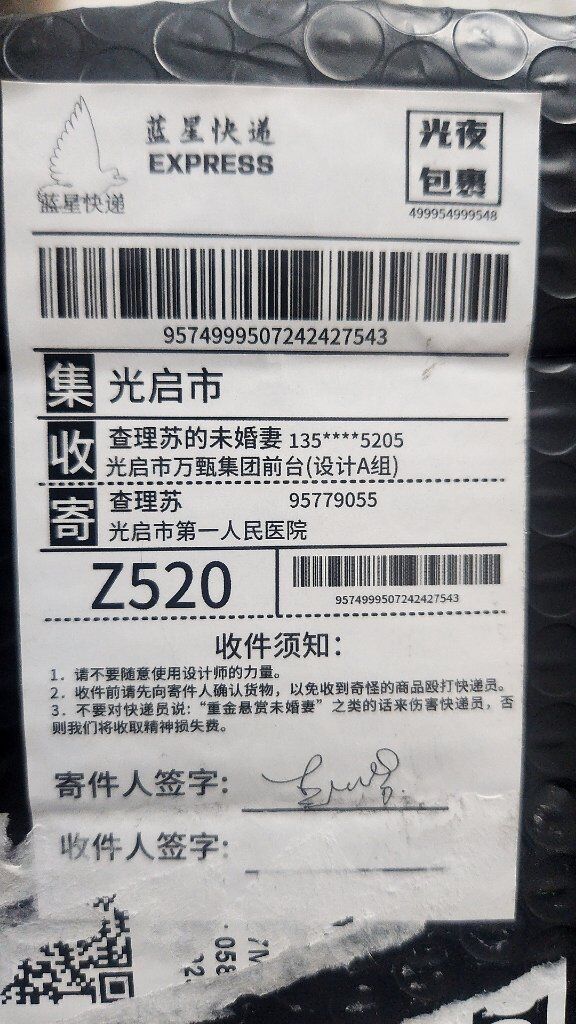 蓝星快递
EXPRESS
蓝星快递
光夜
包裹
499954999548
9574999507242427543
集 光启市
收 查理苏的未婚妻 135****5205
光启市万甄集团前台(设计A组)
寄 查理苏 95779055
光启市第一人民医院
Z520
9574999507242427543
收件须知：
1. 请不要随意使用设计师的力量。
2. 收件前请先向寄件人确认货物，以免收到奇怪的商品殴打快递员。
3. 不要对快递员说：“重金悬赏未婚妻”之类的话来伤害快递员，否
则我们将收取精神损失费。
寄件人签字：
收件人签字：